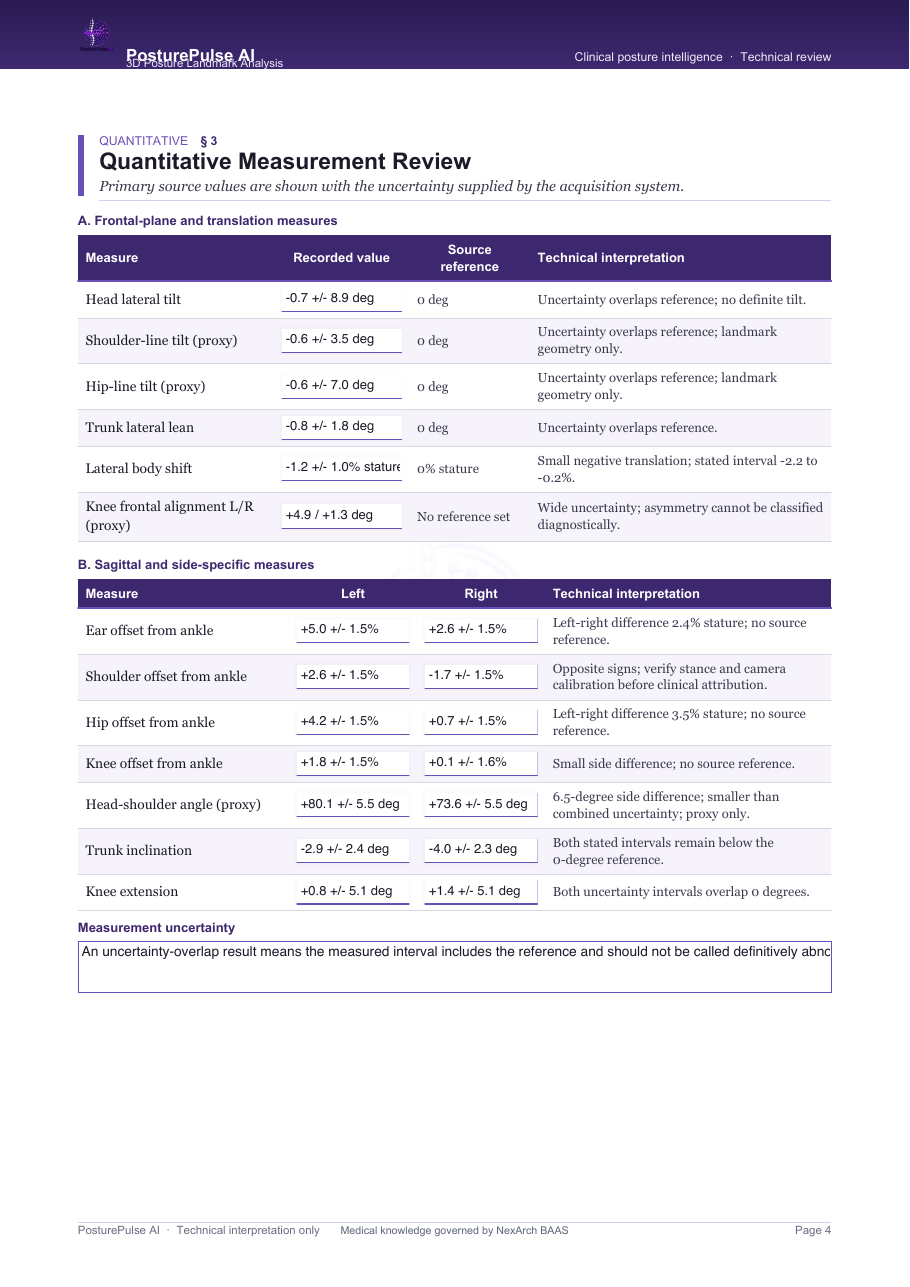 PosturePulse
PosturePulse AI
3D Posture Landmark Analysis
Clinical posture intelligence · Technical review
QUANTITATIVE § 3
Quantitative Measurement Review
Primary source values are shown with the uncertainty supplied by the acquisition system.
A. Frontal-plane and translation measures
Measure Recorded value Source reference Technical interpretation
Head lateral tilt -0.7 +/- 8.9 deg 0 deg Uncertainty overlaps reference; no definite tilt.
Shoulder-line tilt (proxy) -0.6 +/- 3.5 deg 0 deg Uncertainty overlaps reference; landmark
geometry only.
Hip-line tilt (proxy) -0.6 +/- 7.0 deg 0 deg Uncertainty overlaps reference; landmark
geometry only.
Trunk lateral lean -0.8 +/- 1.8 deg 0 deg Uncertainty overlaps reference.
Lateral body shift -1.2 +/- 1.0% stature 0% stature Small negative translation; stated interval -2.2 to
-0.2%.
Knee frontal alignment L/R
(proxy) +4.9 / +1.3 deg No reference set Wide uncertainty; asymmetry cannot be classified
diagnostically.
B. Sagittal and side-specific measures
Measure Left Right Technical interpretation
Ear offset from ankle +5.0 +/- 1.5% +2.6 +/- 1.5% Left-right difference 2.4% stature; no source
reference.
Shoulder offset from ankle +2.6 +/- 1.5% -1.7 +/- 1.5% Opposite signs; verify stance and camera
calibration before clinical attribution.
Hip offset from ankle +4.2 +/- 1.5% +0.7 +/- 1.5% Left-right difference 3.5% stature; no source
reference.
Knee offset from ankle +1.8 +/- 1.5% +0.1 +/- 1.6% Small side difference; no source reference.
Head-shoulder angle (proxy) +80.1 +/- 5.5 deg +73.6 +/- 5.5 deg 6.5-degree side difference; smaller than
combined uncertainty; proxy only.
Trunk inclination -2.9 +/- 2.4 deg -4.0 +/- 2.3 deg Both stated intervals remain below the
0-degree reference.
Knee extension +0.8 +/- 5.1 deg +1.4 +/- 5.1 deg Both uncertainty intervals overlap 0 degrees.
Measurement uncertainty
An uncertainty-overlap result means the measured interval includes the reference and should not be called definitively
PosturePulse AI · Technical interpretation only Medical knowledge governed by NexArch BAAS Page 4